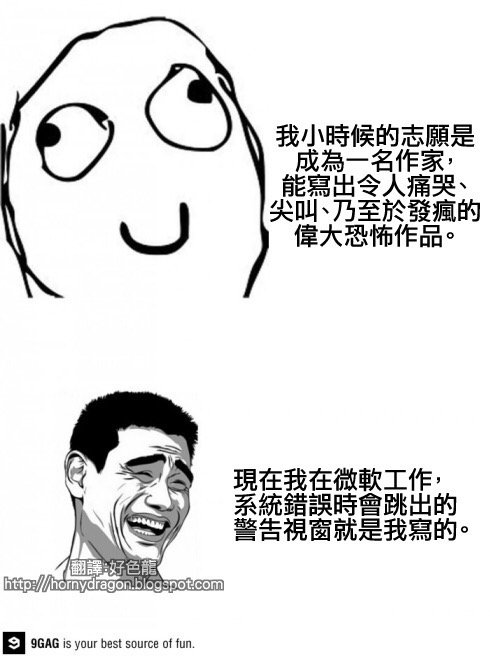 我小時候的志願是
成為一名作家，
能寫出令人痛哭、
尖叫、乃至於發瘋的
偉大恐怖作品。
現在我在微軟工作，
系統錯誤時會跳出的
警告視窗就是我寫的。
翻譯:好色龍
http://hornydragon.blogspot.com
9GAG is your best source of fun.